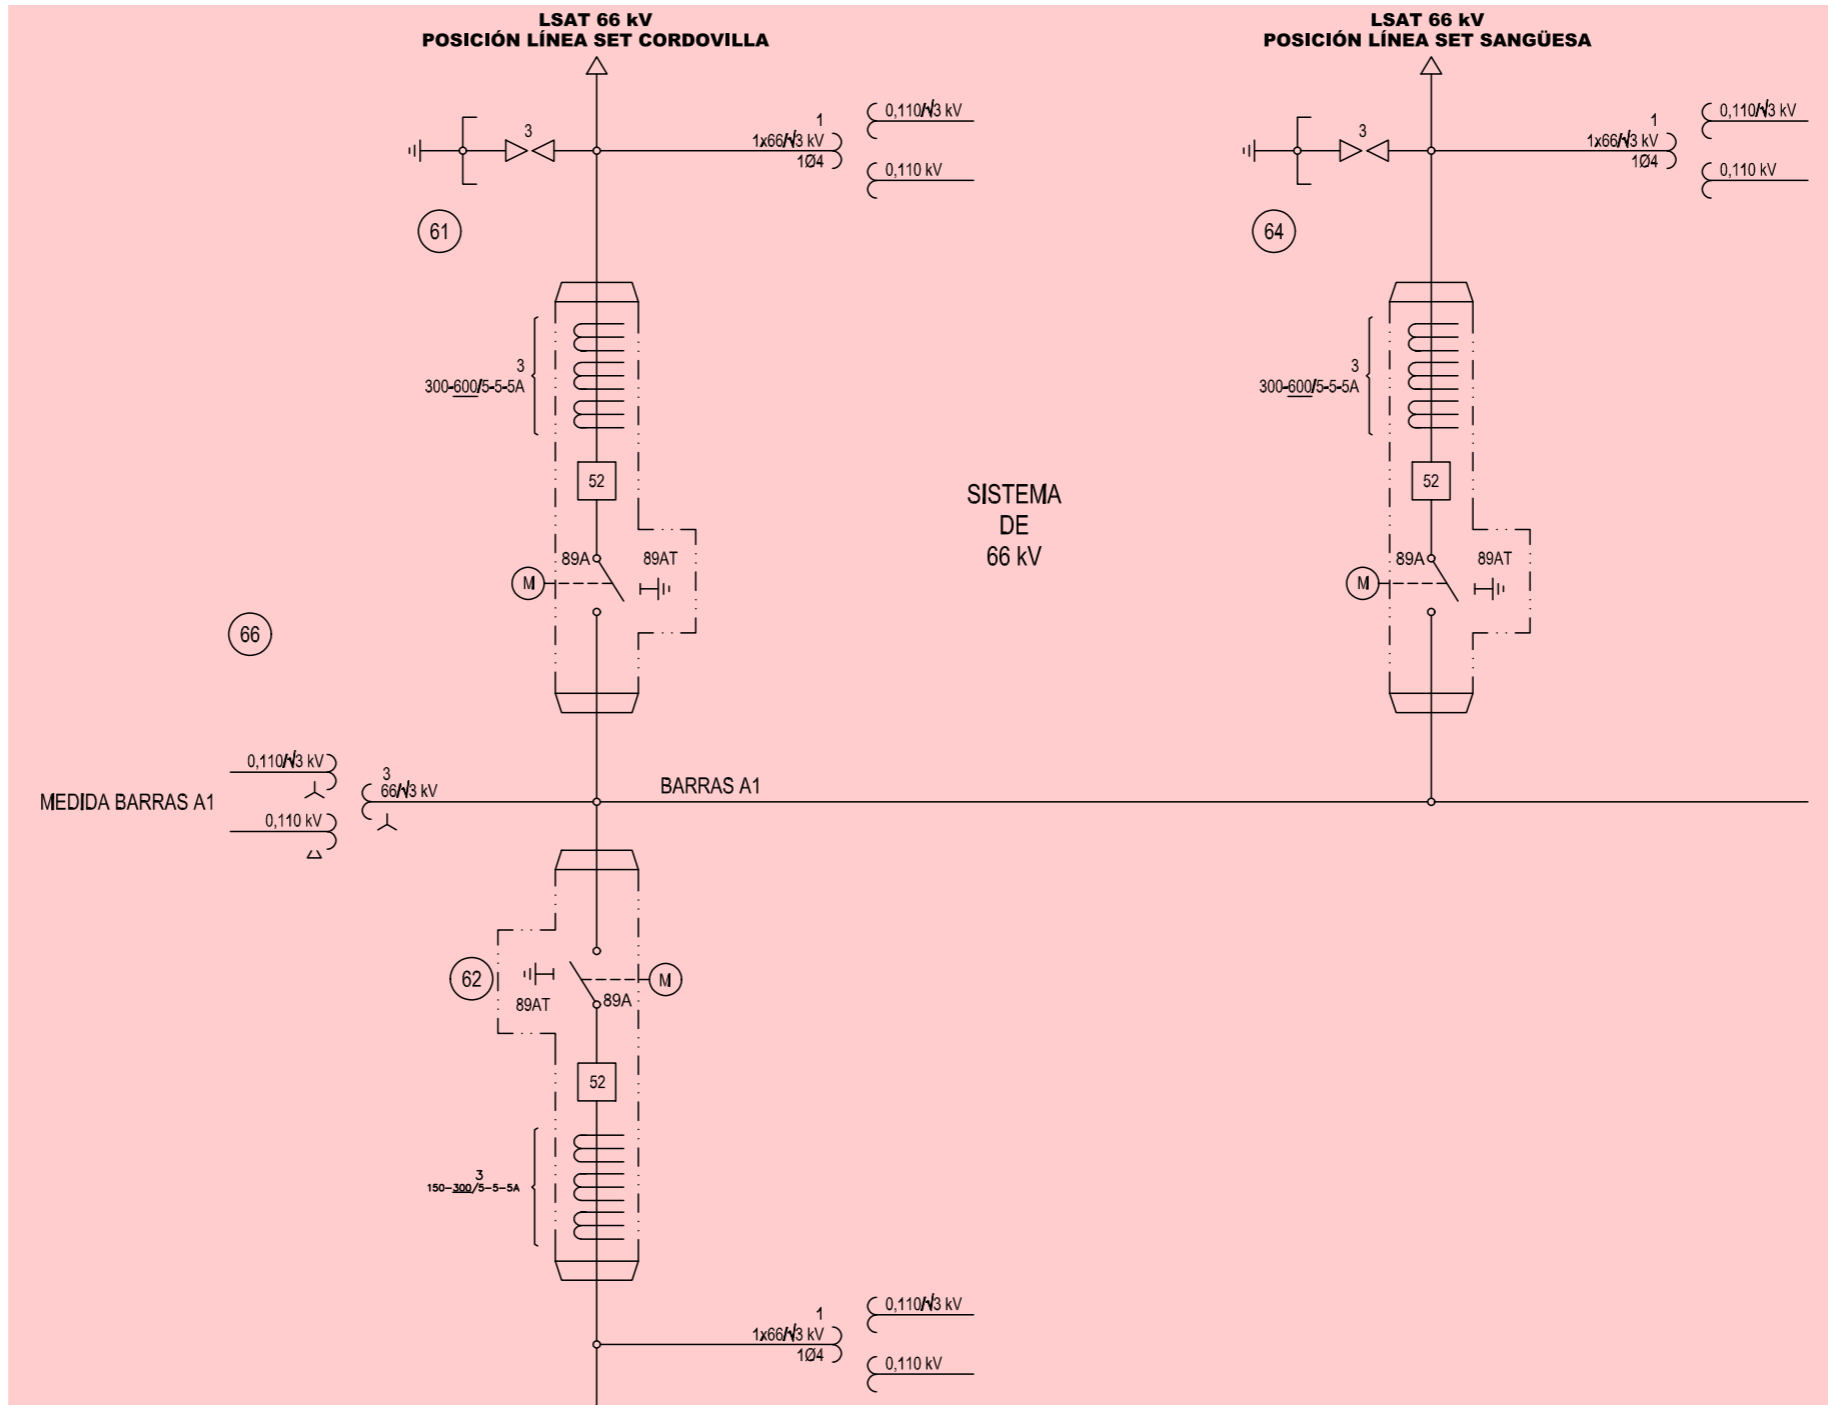 LSAT 66 kV
POSICIÓN LÍNEA SET CORDOVILLA
LSAT 66 kV
POSICIÓN LÍNEA SET SANGÜESA
3
1
1x66/√3 kV
1Ø4
0,110/√3 kV
0,110 kV
3
1
1x66/√3 kV
1Ø4
0,110/√3 kV
0,110 kV
61
64
3
300-600/5-5-5A
3
300-600/5-5-5A
52
52
SISTEMA
DE
66 kV
89A
89AT
M
89A
89AT
M
66
0,110/√3 kV
3
66/√3 kV
MEDIDA BARRAS A1
0,110 kV
BARRAS A1
62
89AT
89A
M
52
3
150-300/5-5-5A
1
1x66/√3 kV
1Ø4
0,110/√3 kV
0,110 kV